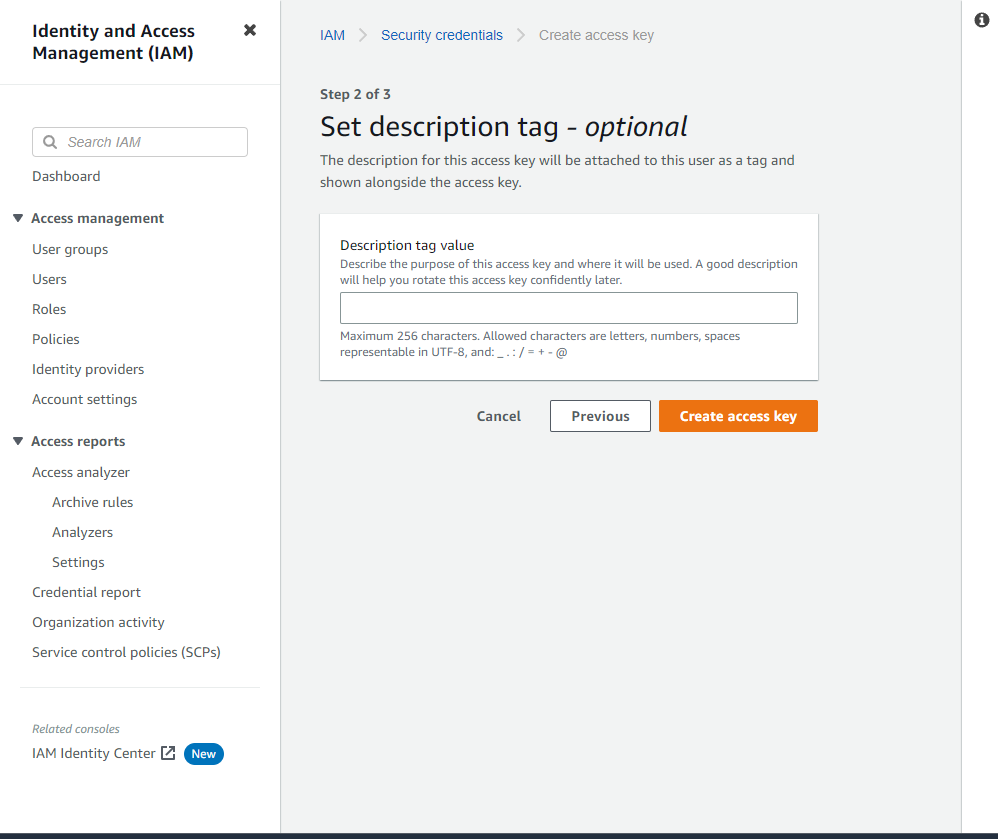 Identity and Access
Management (IAM)
Search IAM
Dashboard
Access management
User groups
Users
Roles
Policies
Identity providers
Account settings
Access reports
Access analyzer
Archive rules
Analyzers
Settings
Credential report
Organization activity
Service control policies (SCPs)
Related consoles
IAM Identity Center New
IAM > Security credentials > Create access key
Step 2 of 3
Set description tag - optional
The description for this access key will be attached to this user as a tag and
shown alongside the access key.
Description tag value
Describe the purpose of this access key and where it will be used. A good description
will help you rotate this access key confidently later.
Maximum 256 characters. Allowed characters are letters, numbers, spaces
representable in UTF-8, and: _ . : / = + - @
Cancel Previous Create access key